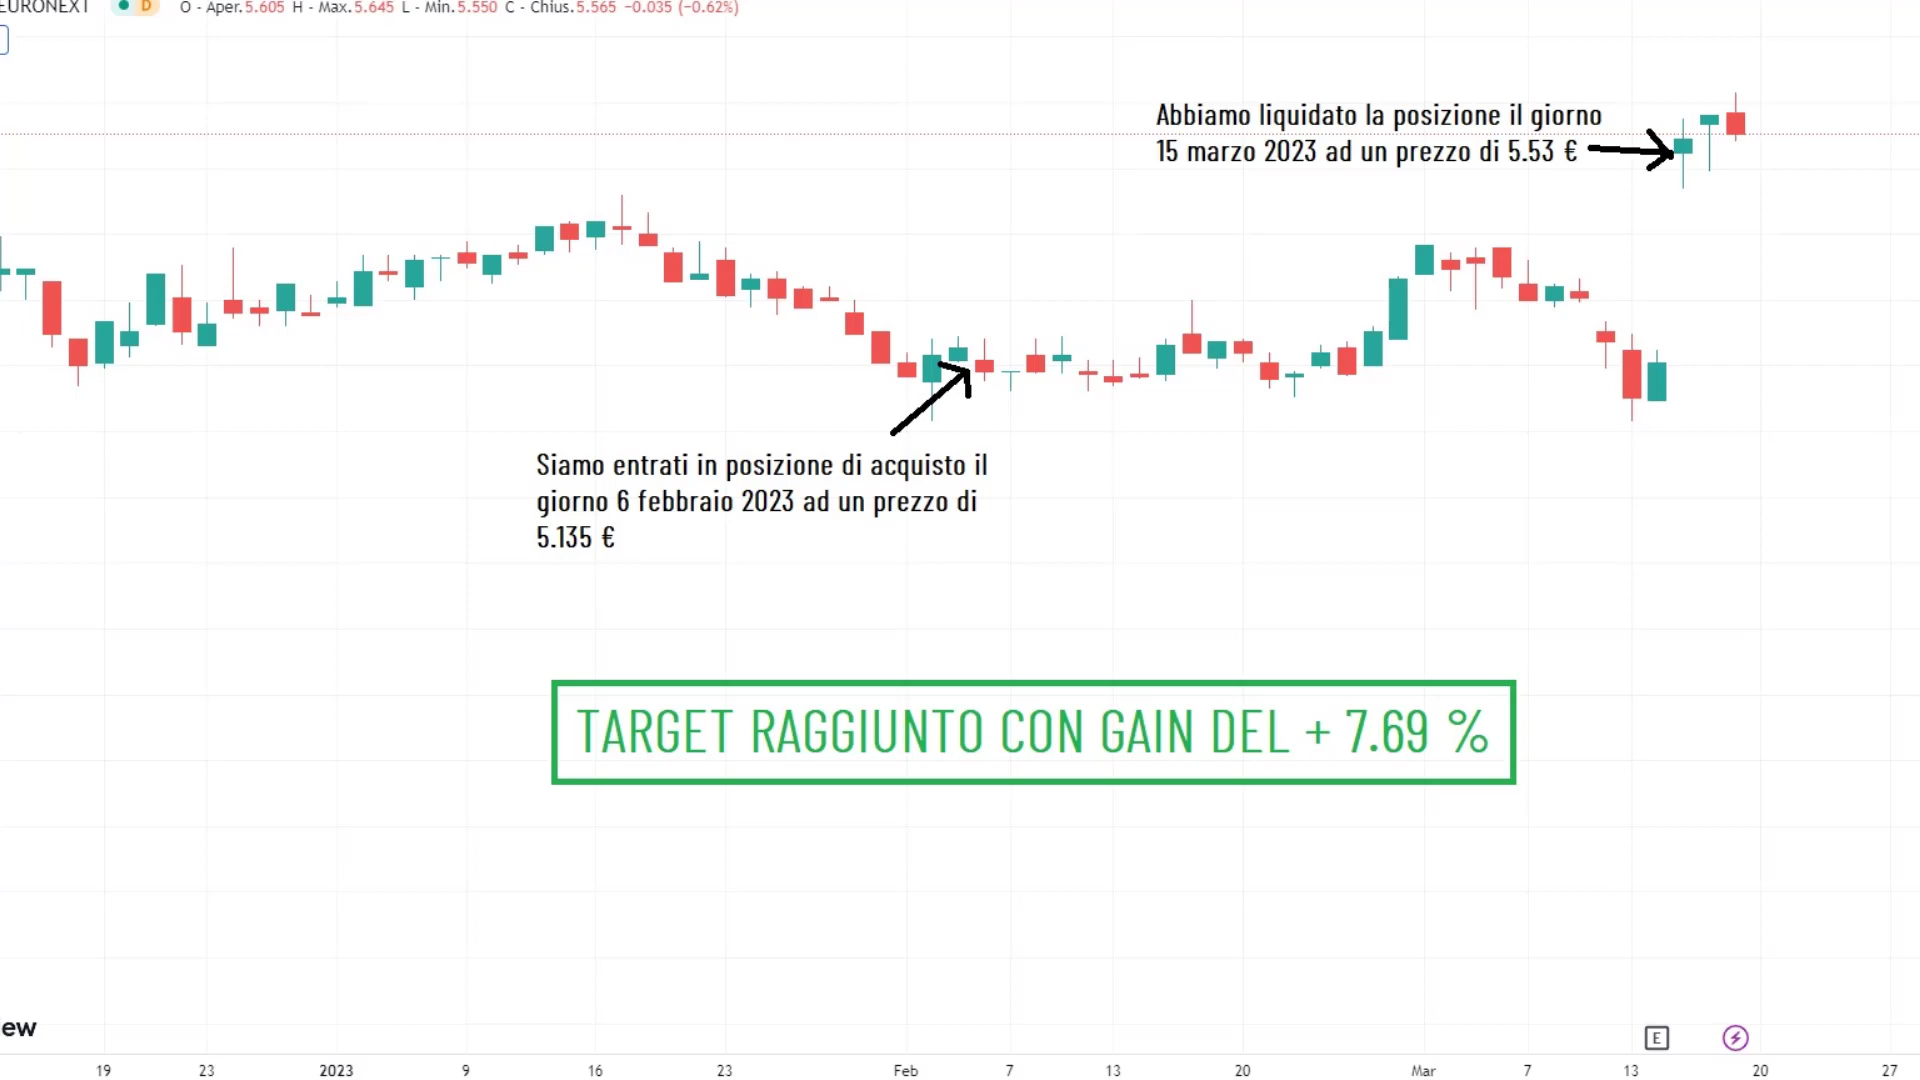 EURONEXT D O - Aper.5.605 H - Max.5.645 L - Min.5.550 C - Chius.5.565 −0.035 (−0.62%)
Abbiamo liquidato la posizione il giorno
15 marzo 2023 ad un prezzo di 5.53 €
Siamo entrati in posizione di acquisto il
giorno 6 febbraio 2023 ad un prezzo di
5.135 €
TARGET RAGGIUNTO CON GAIN DEL + 7.69 %
ew
E
19 23 2023 9 16 23 Feb 7 13 20 Mar 7 13 20 27